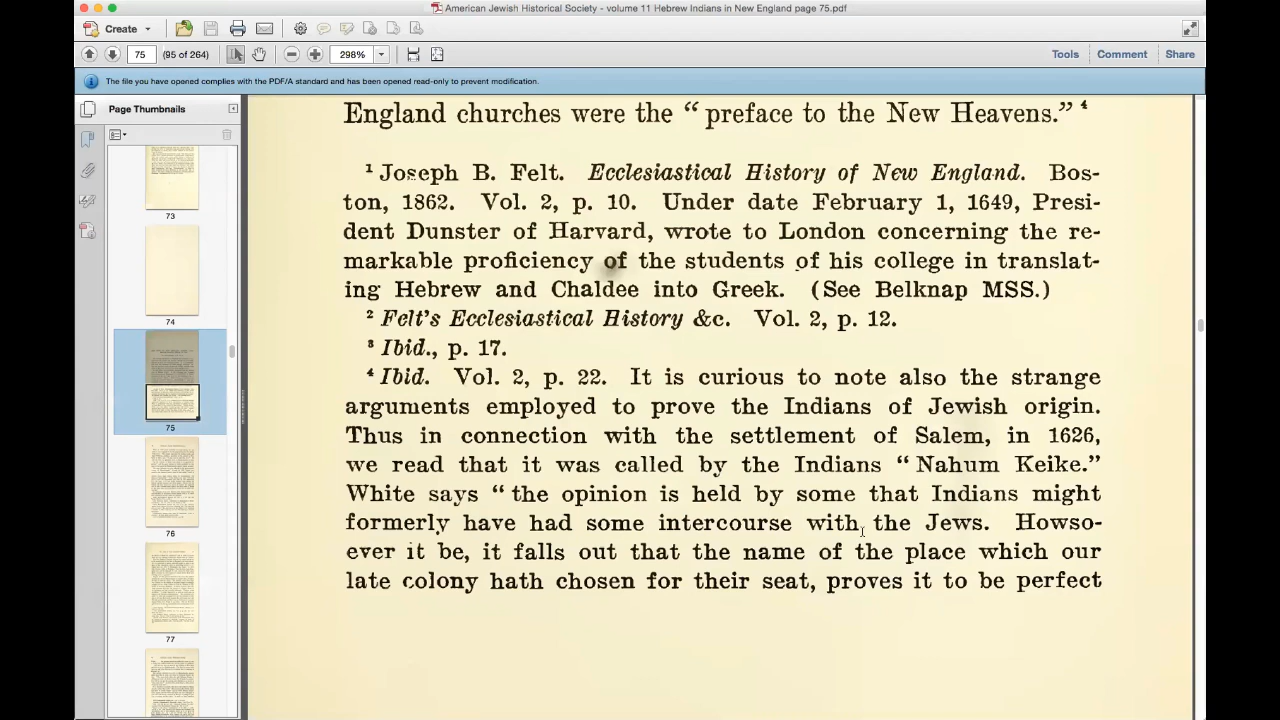 American Jewish Historical Society - volume 11 Hebrew Indians in New England page 75.pdf
Create
75 (95 of 264) 298% Tools Comment Share
The file you have opened complies with the PDF/A standard and has been opened read-only to prevent modification.
Page Thumbnails
73
74
75
76
77
England churches were the “preface to the New Heavens.” 4
1 Joseph B. Felt. Ecclesiastical History of New England. Bos-
ton, 1862. Vol. 2, p. 10. Under date February 1, 1649, Presi-
dent Dunster of Harvard, wrote to London concerning the re-
markable proficiency of the students of his college in translat-
ing Hebrew and Chaldee into Greek. (See Belknap MSS.)
2 Felt's Ecclesiastical History &c. Vol. 2, p. 12.
3 Ibid., p. 17.
4 Ibid. Vol. 2, p. 22. It is curious to note also the strange
arguments employed to prove the Indians of Jewish origin.
Thus in connection with the settlement of Salem, in 1626,
we read that it was called by the Indians “Nahum Keike.”
White says “the opinion is held by some that Indians might
formerly have had some intercourse with the Jews. Howso-
ever it be, it falls out that the name of the place which our
late colony hath chosen for their seat, proves it to be perfect